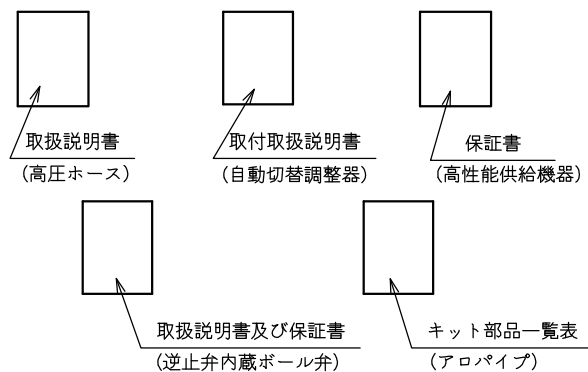 取扱説明書
(高圧ホース)
取付取扱説明書
(自動切替調整器)
保証書
(高性能供給機器)
取扱説明書及び保証書
(逆止弁内蔵ボール弁)
キット部品一覧表
(アロパイプ)